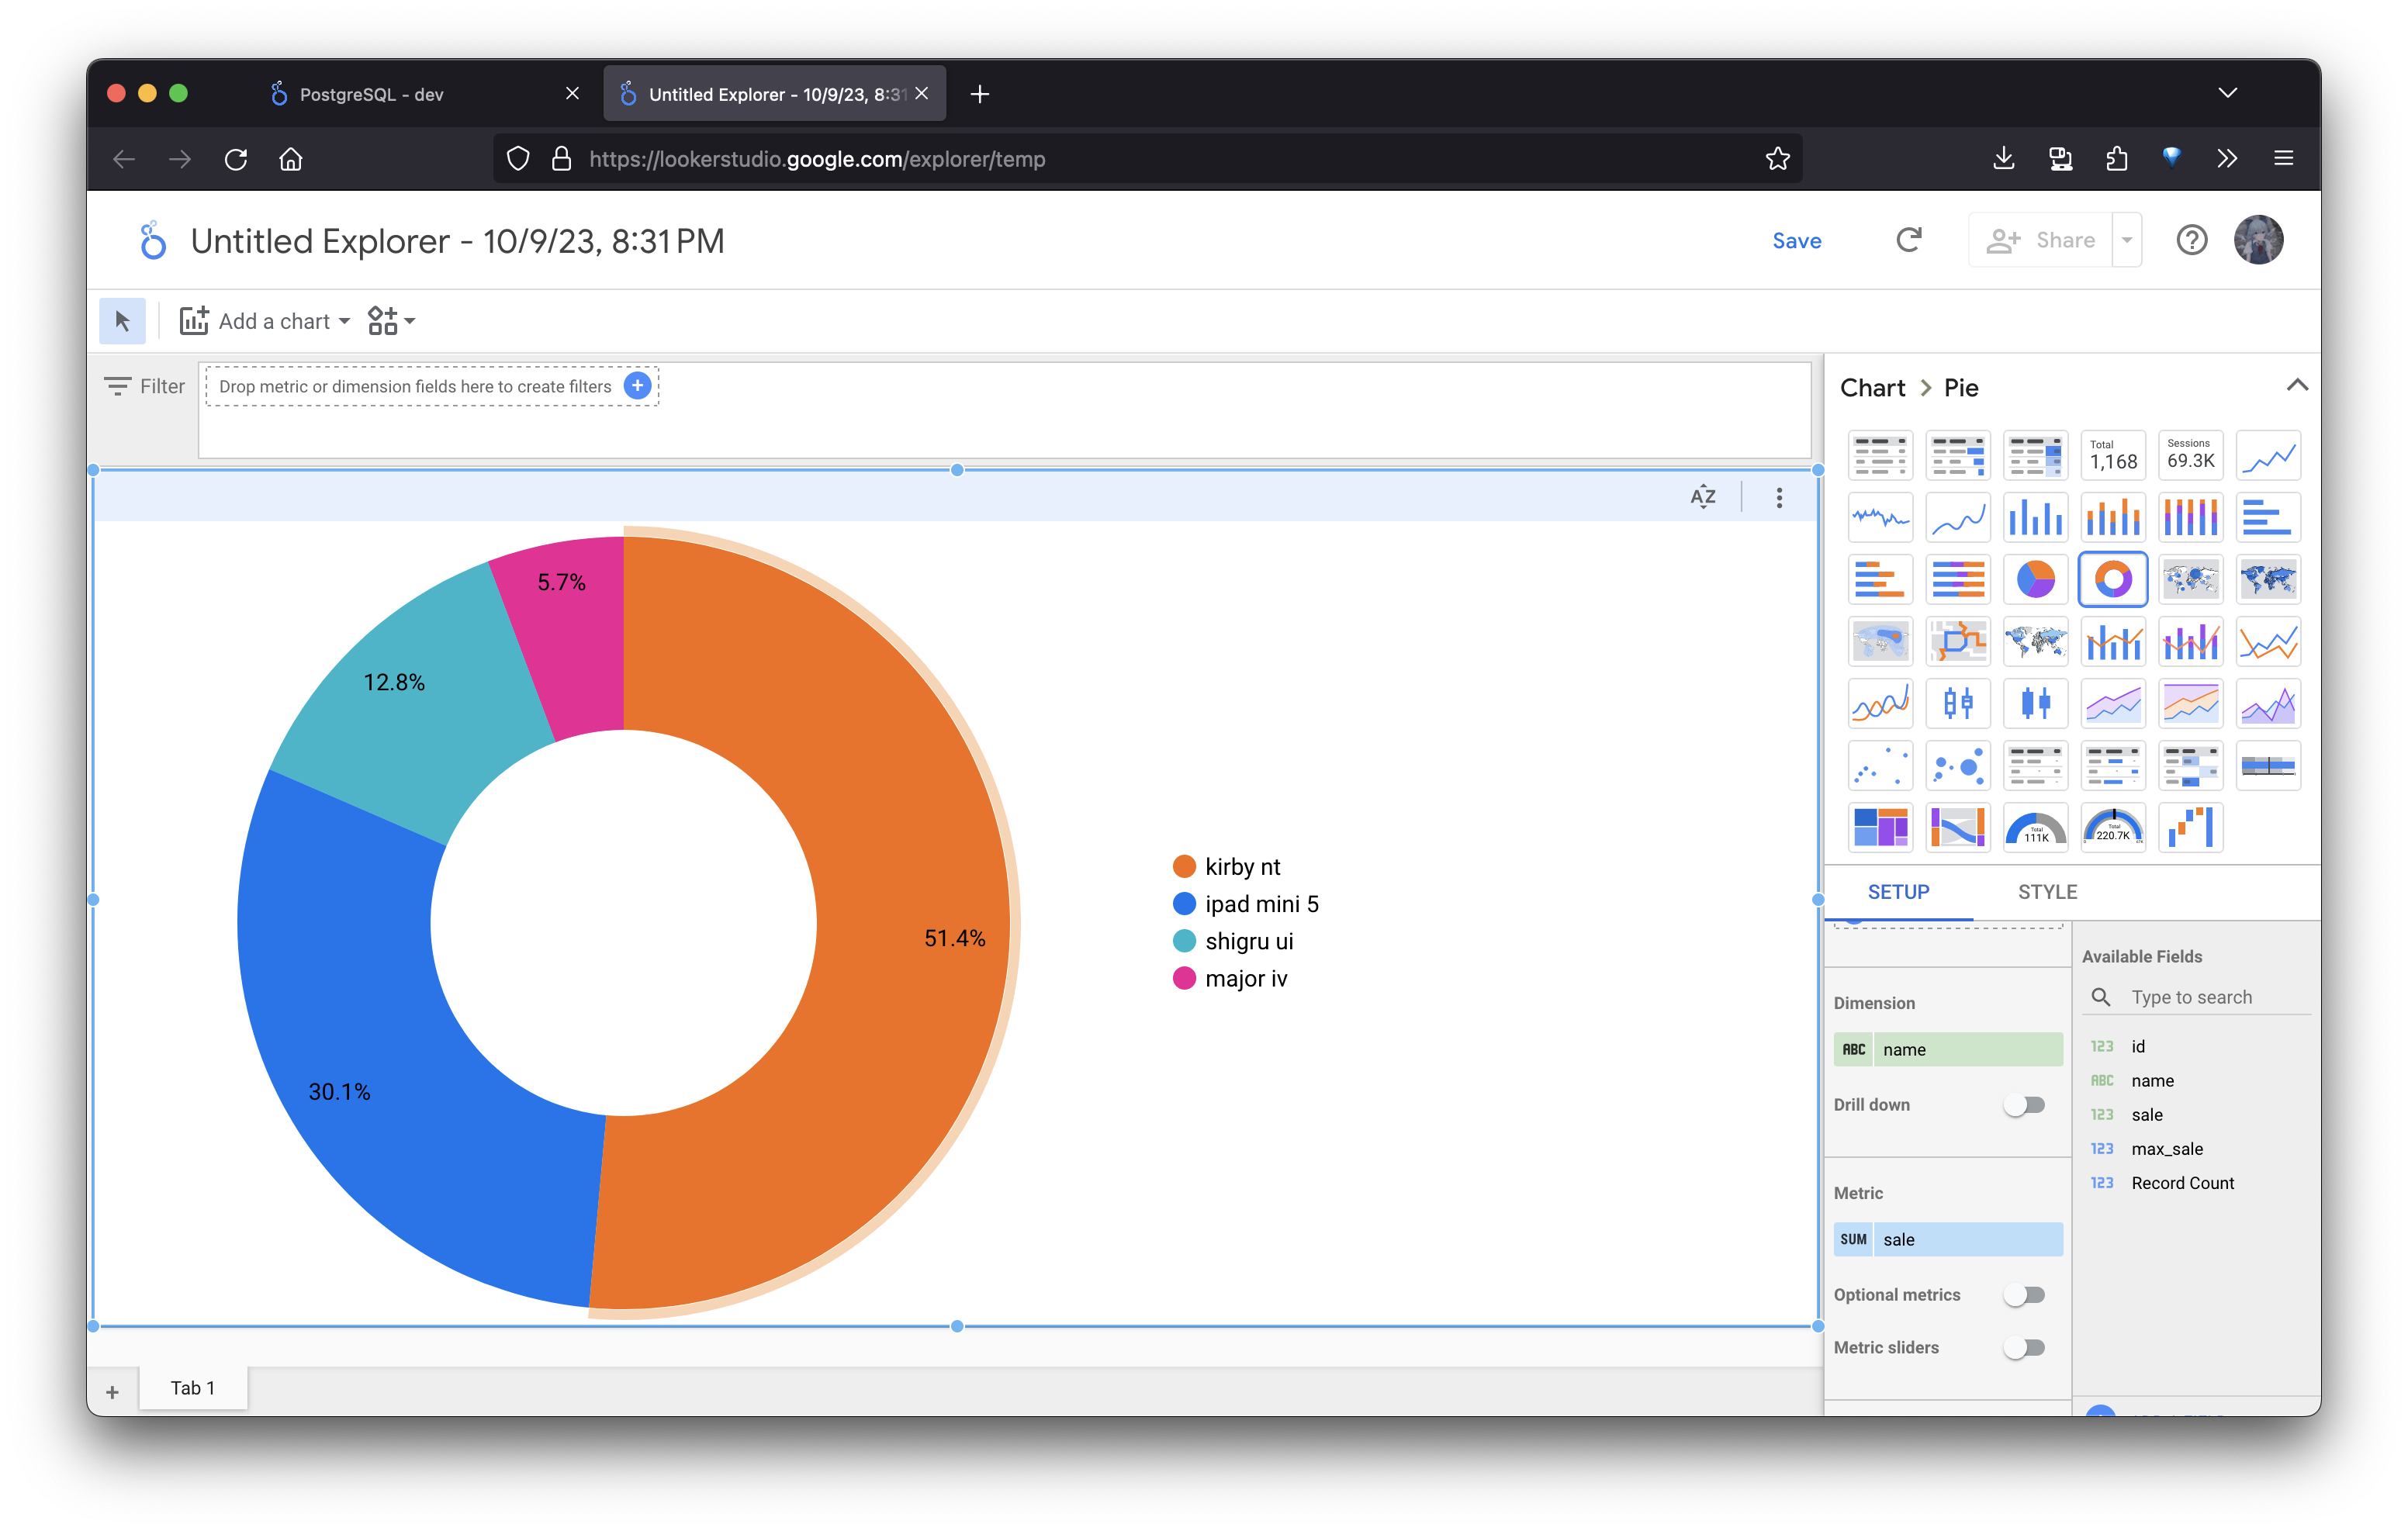 PostgreSQL - dev
Untitled Explorer - 10/9/23, 8:31
https://lookerstudio.google.com/explorer/temp
Untitled Explorer - 10/9/23, 8:31 PM
Save
Share
Add a chart
Filter
Drop metric or dimension fields here to create filters
AZ
5.7%
12.8%
51.4%
30.1%
kirby nt
ipad mini 5
shigru ui
major iv
Tab 1
Chart > Pie
Total
1,168
Sessions
69.3K
Total
111K
Total
220.7K
SETUP
STYLE
Dimension
ABC name
Drill down
Metric
SUM sale
Optional metrics
Metric sliders
Available Fields
Type to search
123 id
ABC name
123 sale
123 max_sale
123 Record Count